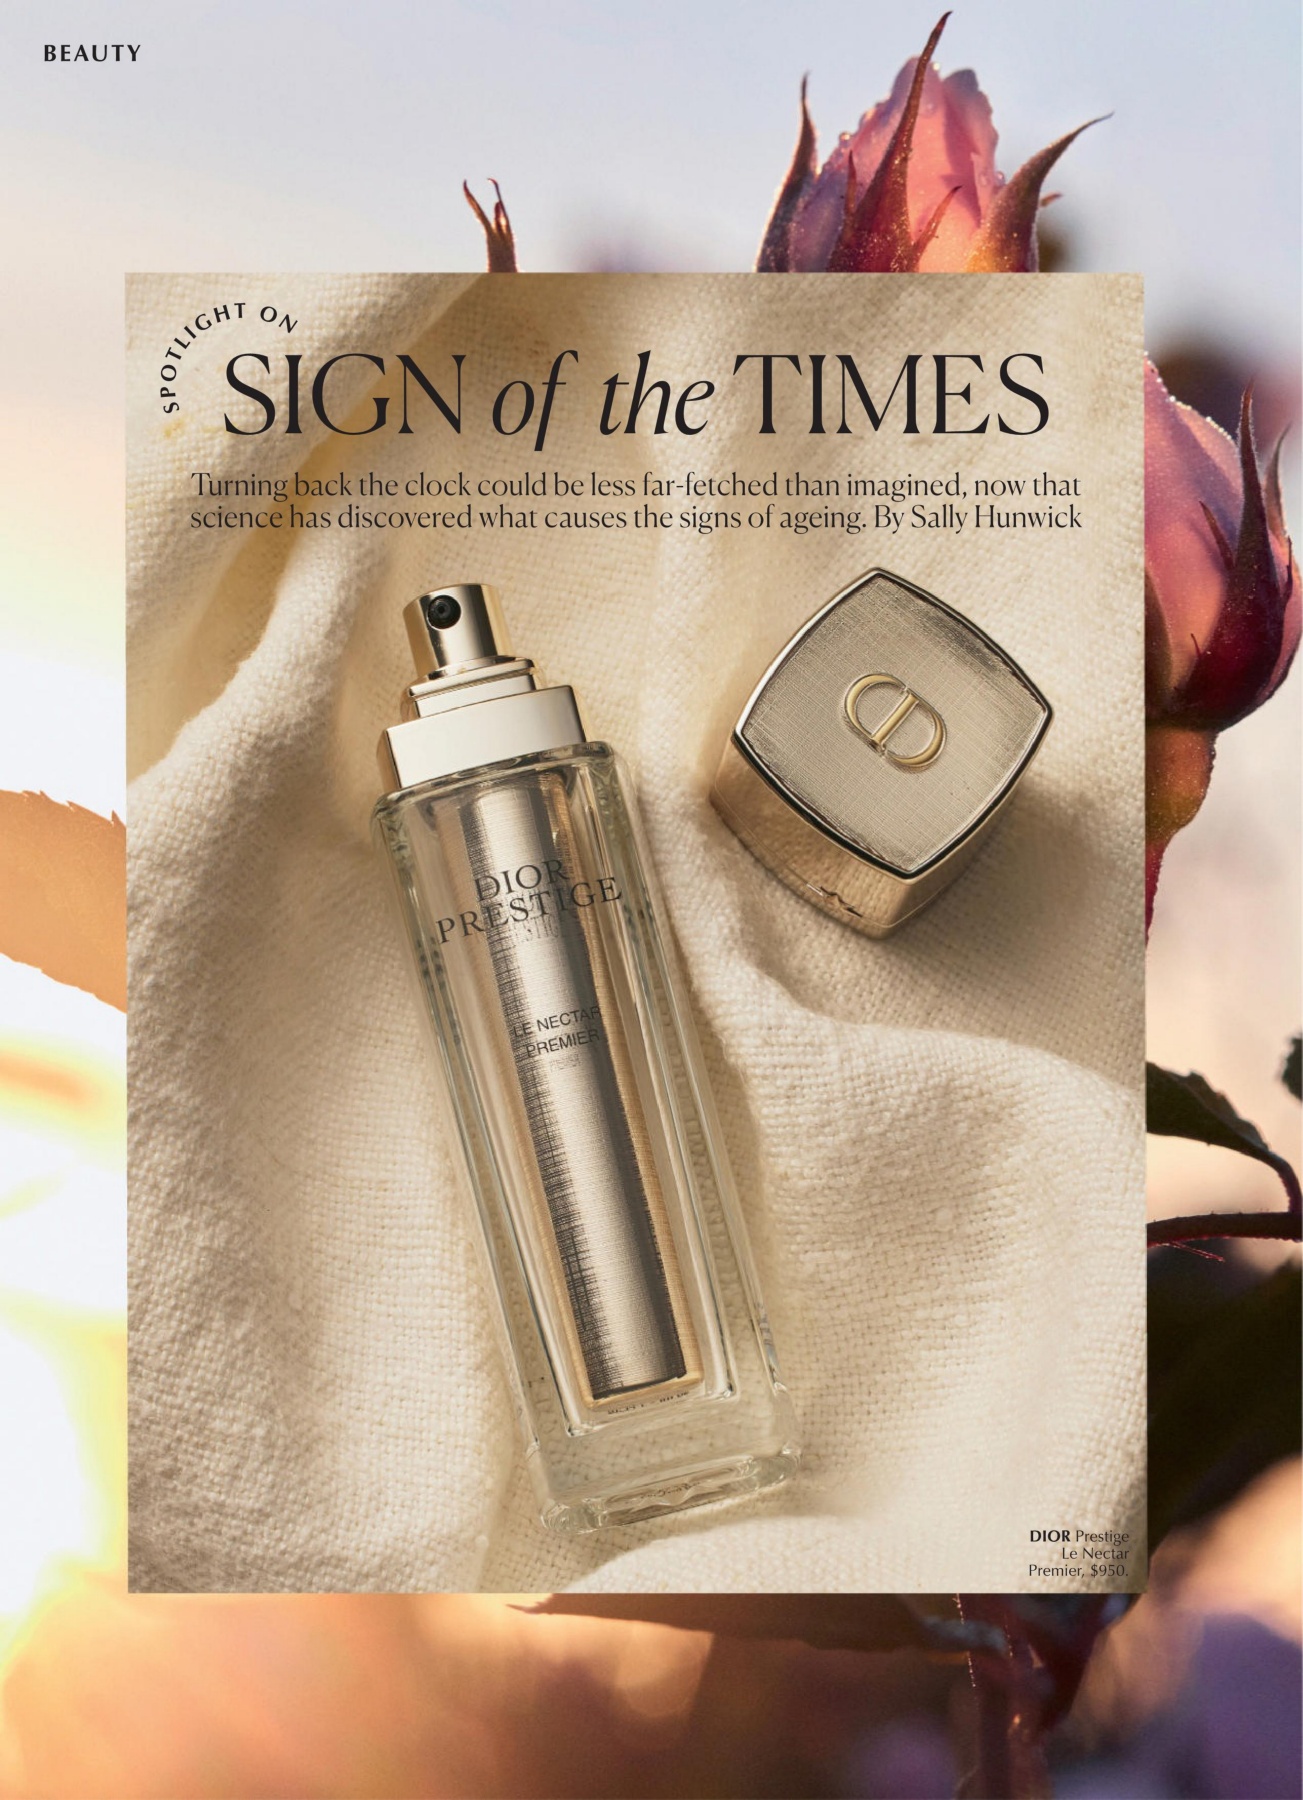 BEAUTY
SPOTLIGHT ON
SIGN of the TIMES
Turning back the clock could be less far-fetched than imagined, now that
science has discovered what causes the signs of ageing. By Sally Hunwick
CD
DIOR
PRESTIGE
LE NECTAR
PREMIER
DIOR Prestige
Le Nectar
Premier, $950.